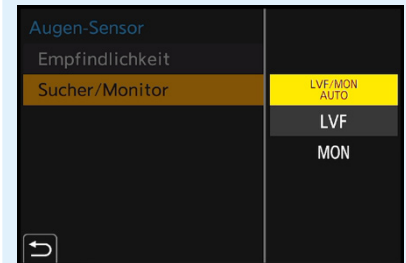 Augen-Sensor
Empfindlichkeit
Sucher/Monitor
LVF/MON
AUTO
LVF
MON